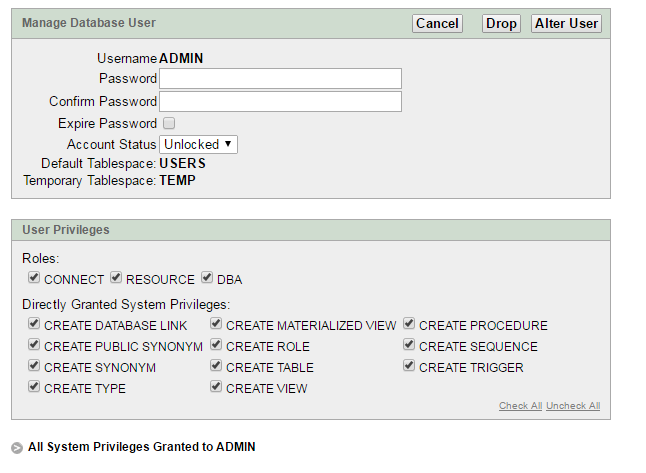 Manage Database User Cancel Drop Alter User
Username ADMIN
Password
Confirm Password
Expire Password
Account Status Unlocked
Default Tablespace: USERS
Temporary Tablespace: TEMP
User Privileges
Roles:
CONNECT RESOURCE DBA
Directly Granted System Privileges:
CREATE DATABASE LINK CREATE MATERIALIZED VIEW CREATE PROCEDURE
CREATE PUBLIC SYNONYM CREATE ROLE CREATE SEQUENCE
CREATE SYNONYM CREATE TABLE CREATE TRIGGER
CREATE TYPE CREATE VIEW
Check All Uncheck All
All System Privileges Granted to ADMIN